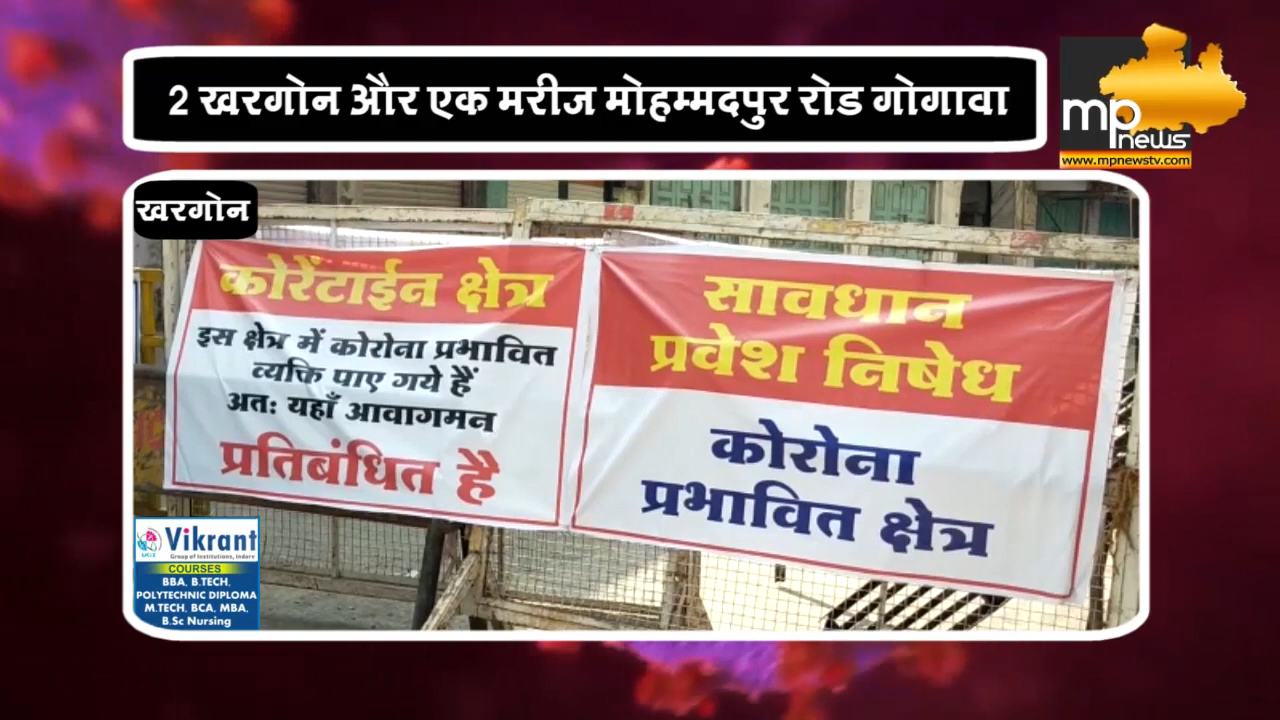 2 खरगोन और एक मरीज मोहम्मदपुर रोड गोगावा
mp
news
www.mpnewstv.com
खरगोन
कोरेंटाईन क्षेत्र
इस क्षेत्र में कोरोना प्रभावित
व्यक्ति पाए गये हैं
अतः यहाँ आवागमन
प्रतिबंधित है
सावधान
प्रवेश निषेध
कोरोना
प्रभावित क्षेत्र
Vikrant
Group of Institutions, Indore
COURSES
BBA, B.TECH,
POLYTECHNIC DIPLOMA
M.TECH, BCA, MBA,
B.Sc Nursing